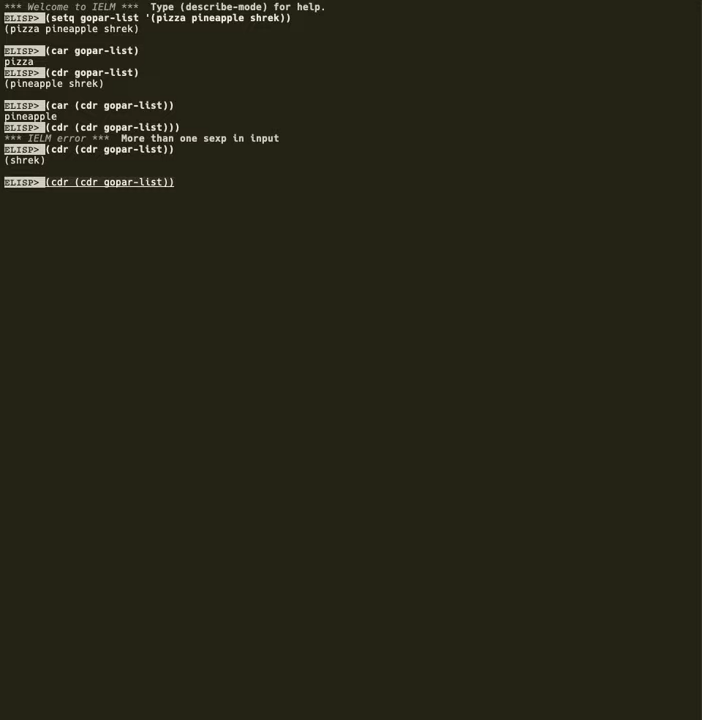 *** Welcome to IELM ***  Type (describe-mode) for help.
ELISP> (setq gopar-list '(pizza pineapple shrek))
(pizza pineapple shrek)
ELISP> (car gopar-list)
pizza
ELISP> (cdr gopar-list)
(pineapple shrek)
ELISP> (car (cdr gopar-list))
pineapple
ELISP> (cdr (cdr gopar-list)))
*** IELM error ***  More than one sexp in input
ELISP> (cdr (cdr gopar-list))
(shrek)
ELISP> (cdr (cdr gopar-list))